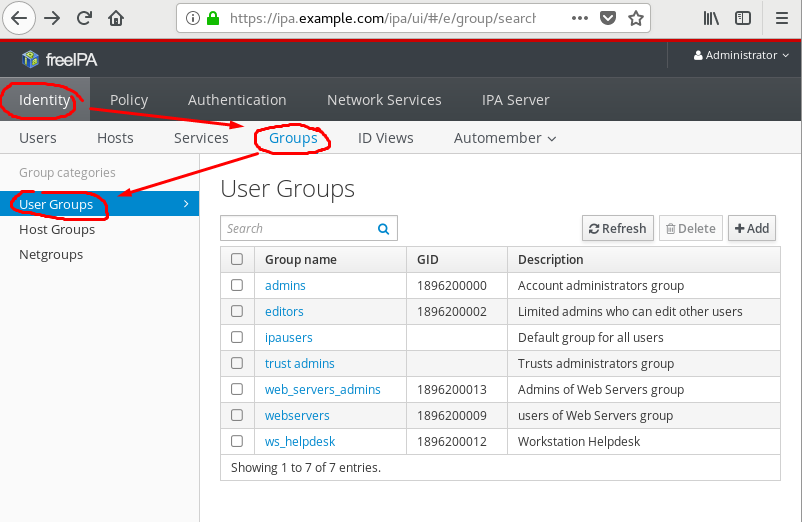 https://ipa.example.com/ipa/ui/#/e/group/search
freeIPA
Administrator
Identity Policy Authentication Network Services IPA Server
Users Hosts Services Groups ID Views Automember
Group categories
User Groups
Host Groups
Netgroups
User Groups
Search
Refresh Delete Add
Group name GID Description
admins 1896200000 Account administrators group
editors 1896200002 Limited admins who can edit other users
ipausers Default group for all users
trust admins Trusts administrators group
web_servers_admins 1896200013 Admins of Web Servers group
webservers 1896200009 users of Web Servers group
ws_helpdesk 1896200012 Workstation Helpdesk
Showing 1 to 7 of 7 entries.